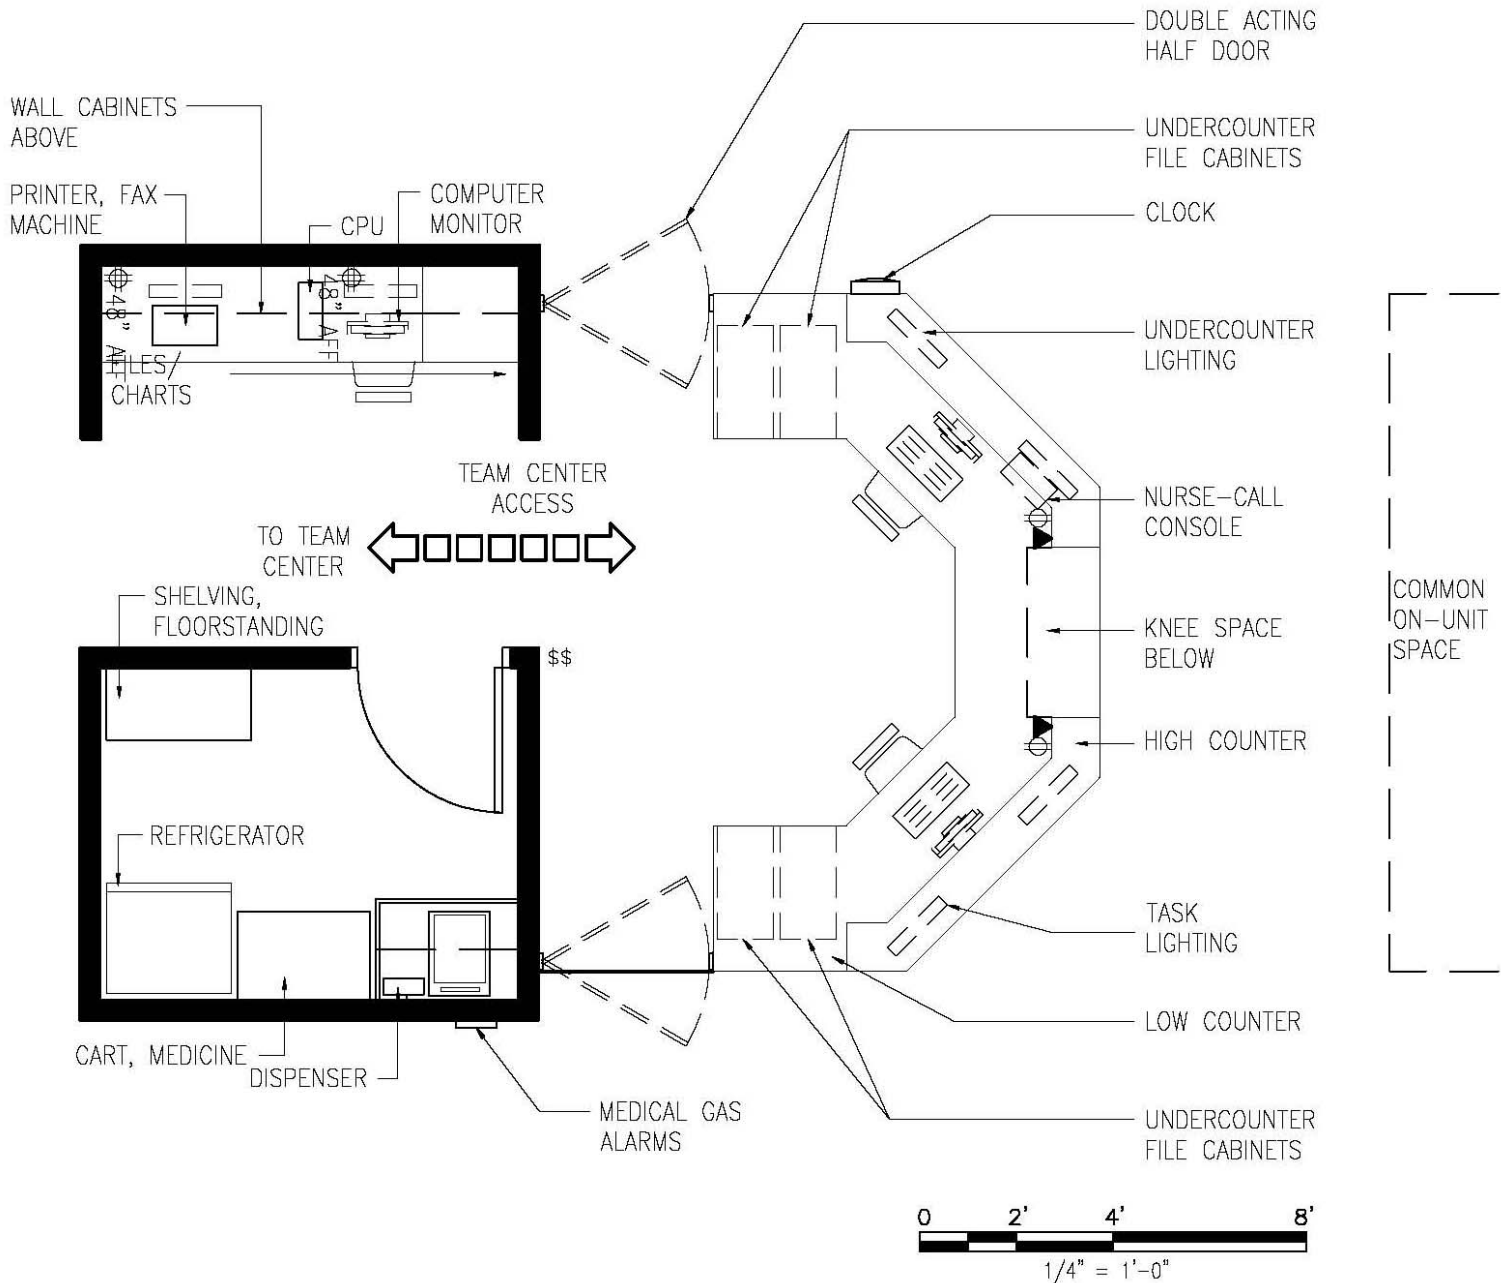 DOUBLE ACTING
HALF DOOR
WALL CABINETS
ABOVE
UNDERCOUNTER
FILE CABINETS
PRINTER, FAX
MACHINE
COMPUTER
MONITOR
CPU
CLOCK
48" AFF
48" AFF
FILES/
CHARTS
UNDERCOUNTER
LIGHTING
TEAM CENTER
ACCESS
TO TEAM
CENTER
NURSE-CALL
CONSOLE
SHELVING,
FLOORSTANDING
COMMON
ON-UNIT
SPACE
KNEE SPACE
BELOW
$$
HIGH COUNTER
REFRIGERATOR
TASK
LIGHTING
LOW COUNTER
CART, MEDICINE
DISPENSER
MEDICAL GAS
ALARMS
UNDERCOUNTER
FILE CABINETS
0 2' 4' 8'
1/4" = 1'-0"